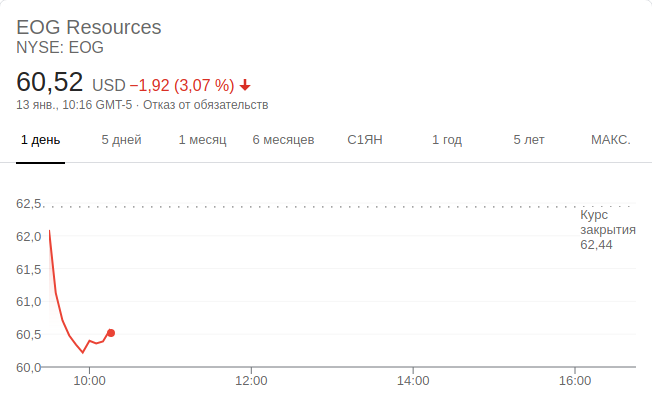 EOG Resources
NYSE: EOG
60,52 USD −1,92 (3,07 %)
13 янв., 10:16 GMT-5 · Отказ от обязательств
1 день 5 дней 1 месяц 6 месяцев С1ЯН 1 год 5 лет МАКС.
62,5
Курс
закрытия
62,44
62,0
61,5
61,0
60,5
60,0
10:00 12:00 14:00 16:00